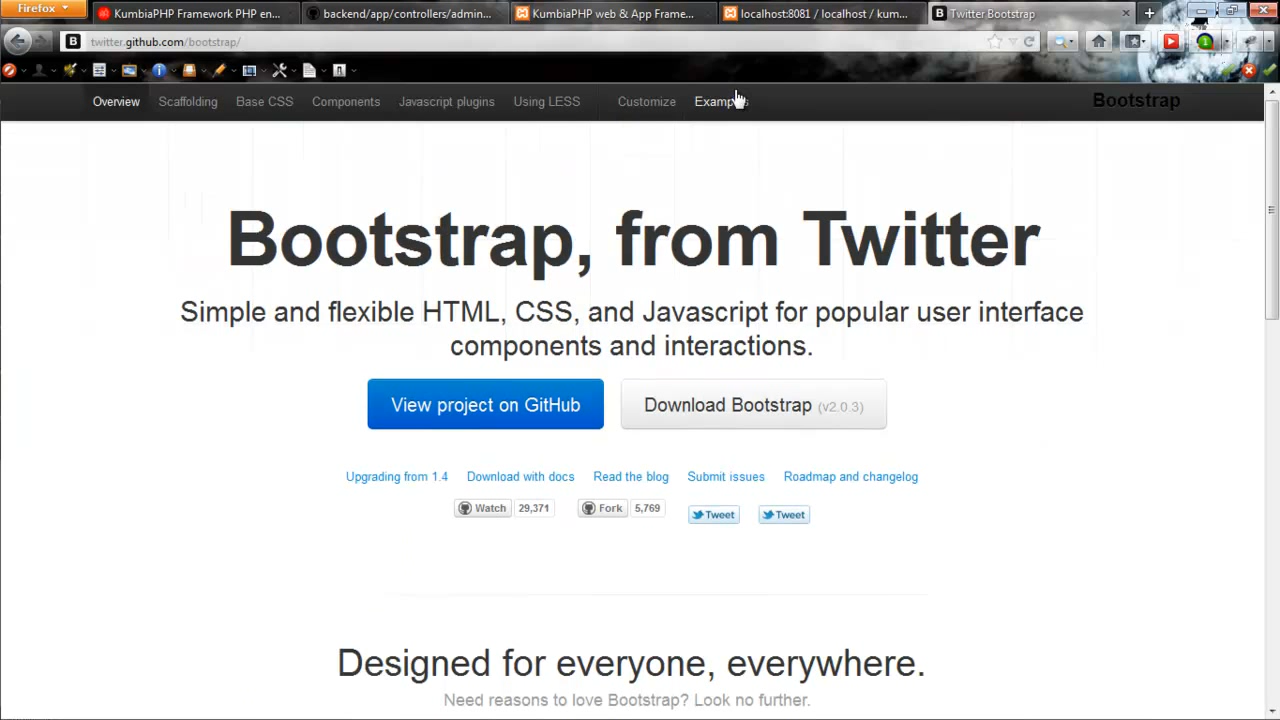 Firefox
KumbiaPHP Framework PHP en...
backend/app/controllers/admin...
KumbiaPHP web & App Frame...
localhost:8081 / localhost / kum...
Twitter Bootstrap
twitter.github.com/bootstrap/
Overview
Scaffolding
Base CSS
Components
Javascript plugins
Using LESS
Customize
Examples
Bootstrap
Bootstrap, from Twitter
Simple and flexible HTML, CSS, and Javascript for popular user interface
components and interactions.
View project on GitHub
Download Bootstrap (v2.0.3)
Upgrading from 1.4
Download with docs
Read the blog
Submit issues
Roadmap and changelog
Watch
29,371
Fork
5,769
Tweet
Tweet
Designed for everyone, everywhere.
Need reasons to love Bootstrap? Look no further.